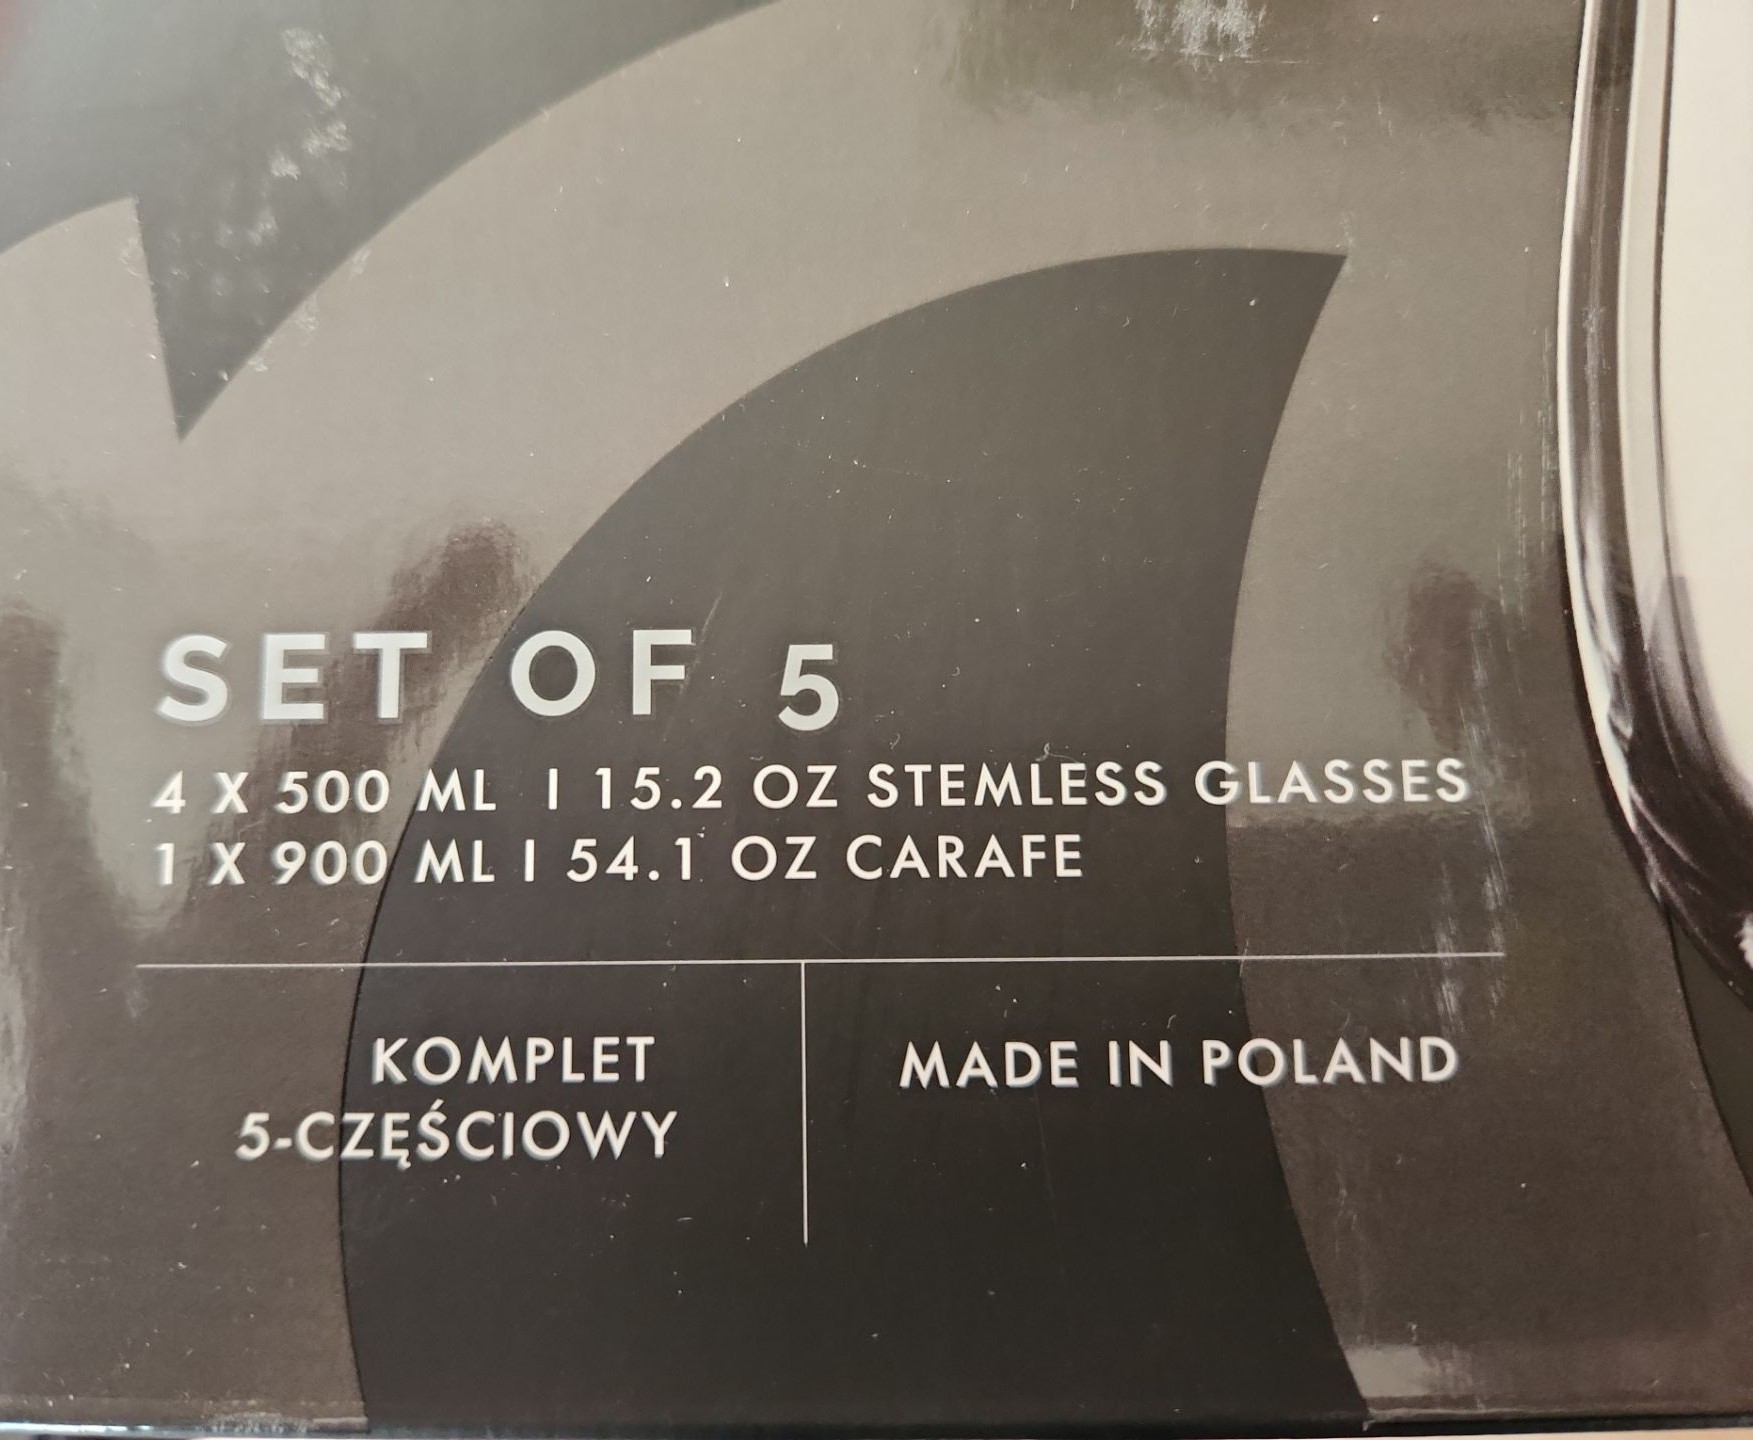 SET OF 5
4 X 500 ML | 15.2 OZ STEMLESS GLASSES
1 X 900 ML | 54.1 OZ CARAFE
KOMPLET
5-CZĘŚCIOWY
MADE IN POLAND